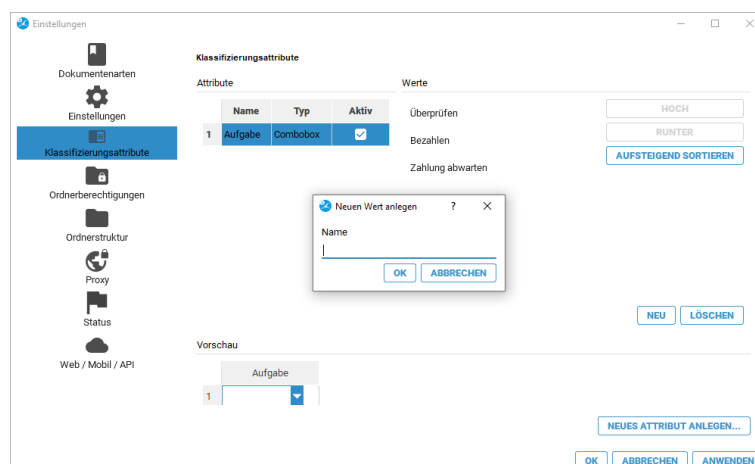 Einstellungen
Dokumentenarten
Einstellungen
Klassifizierungsattribute
Ordnerberechtigungen
Ordnerstruktur
Proxy
Status
Web / Mobil / API
Klassifizierungsattribute
Attribute
Name Typ Aktiv
1 Aufgabe Combobox
Werte
Überprüfen
Bezahlen
Zahlung abwarten
HOCH
RUNTER
AUFSTEIGEND SORTIEREN
Neuen Wert anlegen ?
Name
OK ABBRECHEN
NEU LÖSCHEN
Vorschau
Aufgabe
1
NEUES ATTRIBUT ANLEGEN...
OK ABBRECHEN ANWENDEN